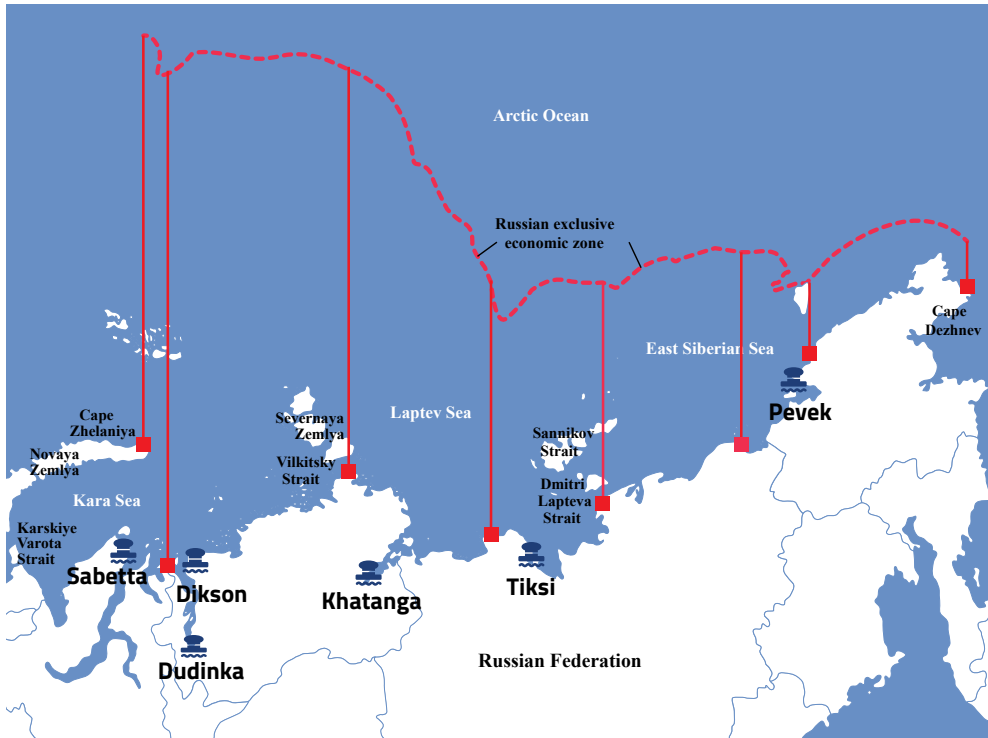 Arctic Ocean
Russian exclusive
economic zone
Cape
Dezhnev
East Siberian Sea
Pevek
Laptev Sea
Severnaya
Zemlya
Cape
Zhelaniya
Sannikov
Strait
Novaya
Zemlya
Vilkitsky
Strait
Dmitri
Lapteva
Strait
Kara Sea
Karskiye
Varota
Strait
Sabetta
Dikson
Khatanga
Tiksi
Dudinka
Russian Federation